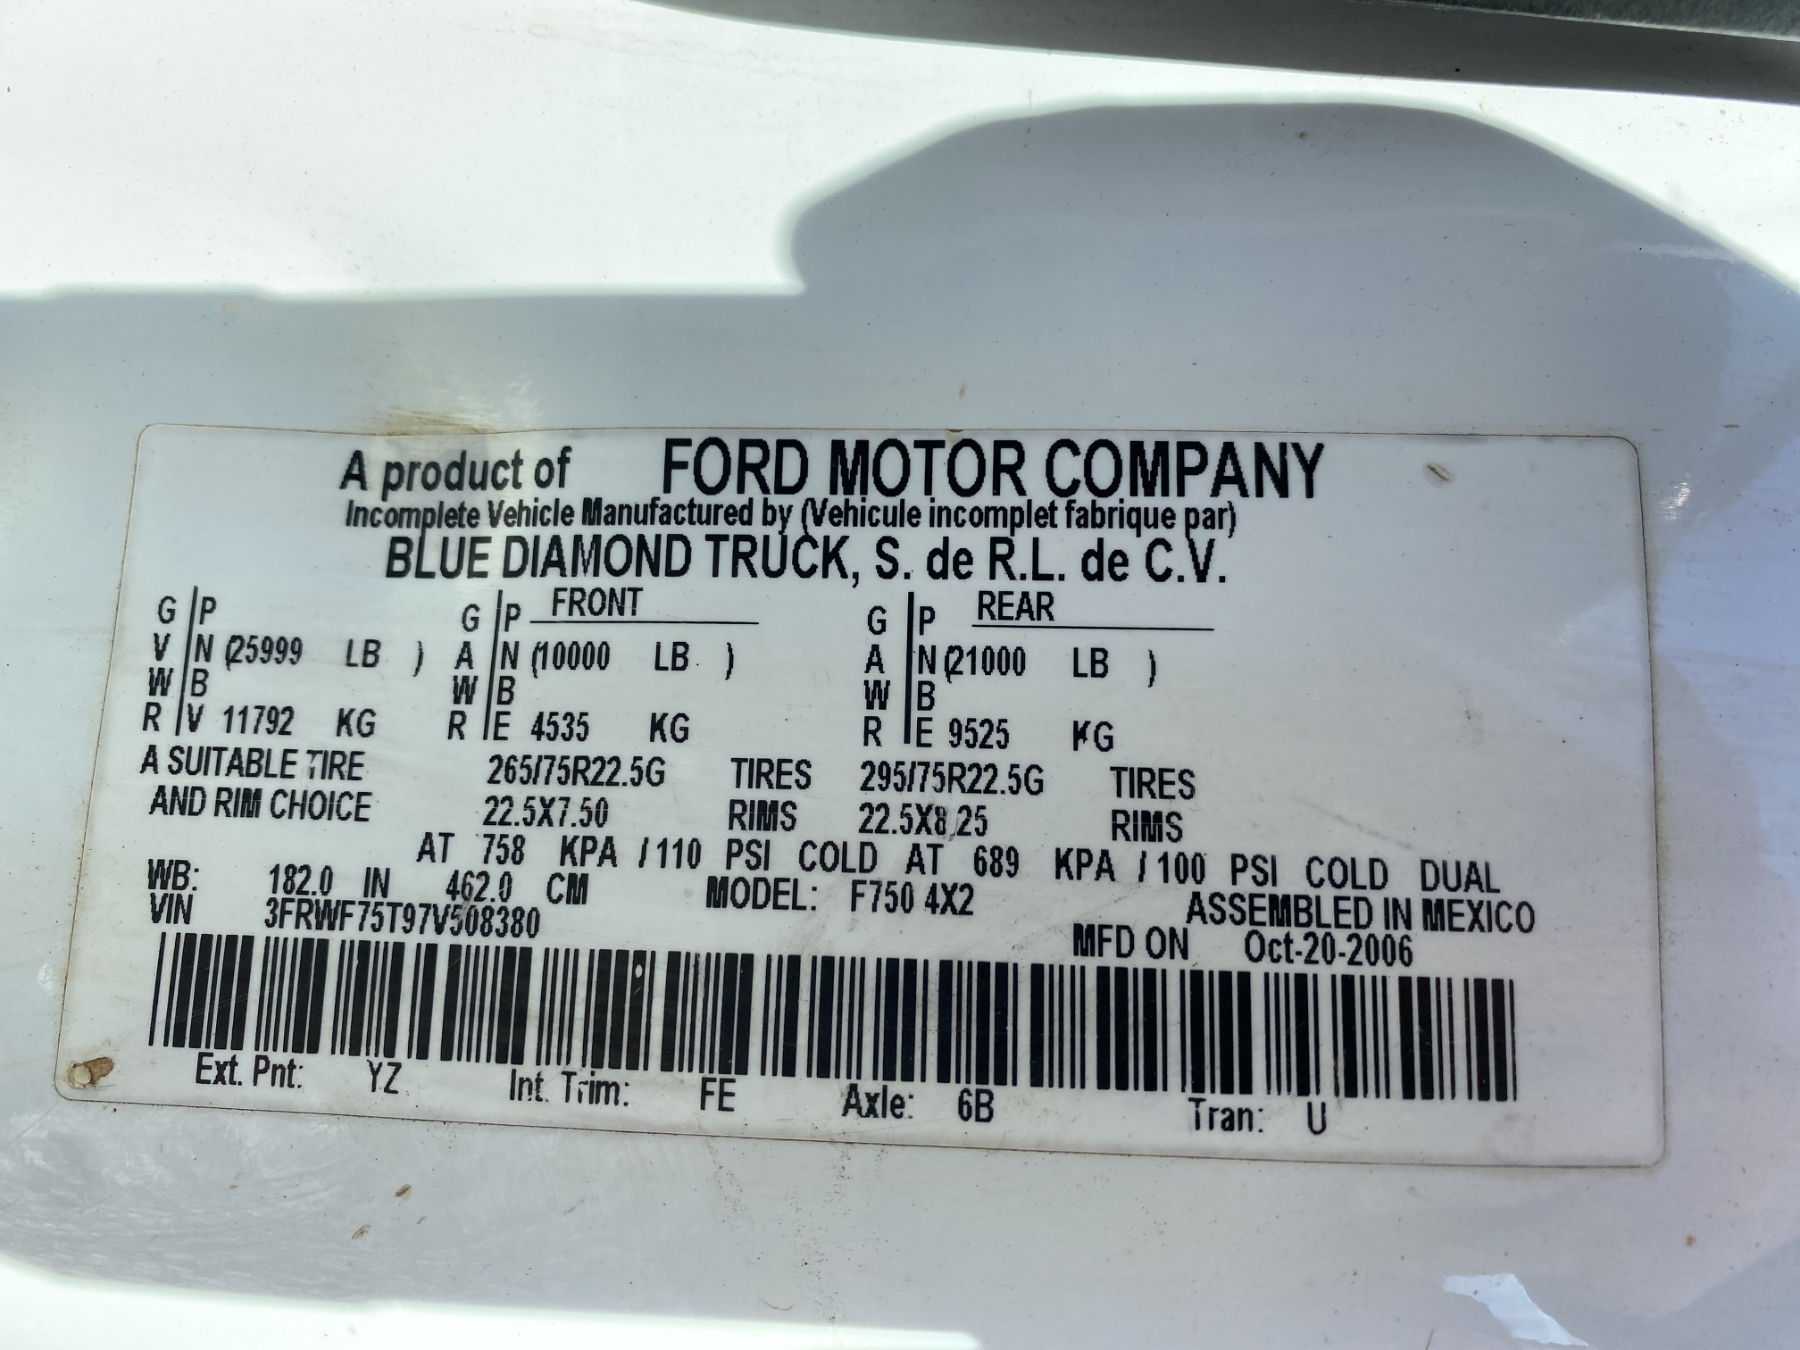 A product of FORD MOTOR COMPANY
Incomplete Vehicle Manufactured by (Vehicule incomplet fabrique par)
BLUE DIAMOND TRUCK, S. de R.L. de C.V.
G P G P FRONT G P REAR
V N (25999 LB ) A N (10000 LB ) A N (21000 LB )
W B W B W B
R V 11792 KG R E 4535 KG R E 9525 KG
A SUITABLE TIRE 265/75R22.5G TIRES 295/75R22.5G TIRES
AND RIM CHOICE 22.5X7.50 RIMS 22.5X8.25 RIMS
AT 758 KPA / 110 PSI COLD AT 689 KPA / 100 PSI COLD DUAL
WB: 182.0 IN 462.0 CM MODEL: F750 4X2 ASSEMBLED IN MEXICO
VIN 3FRWF75T97V508380 MFD ON Oct-20-2006
Ext. Pnt: YZ Int. Trim: FE Axle: 6B Tran: U